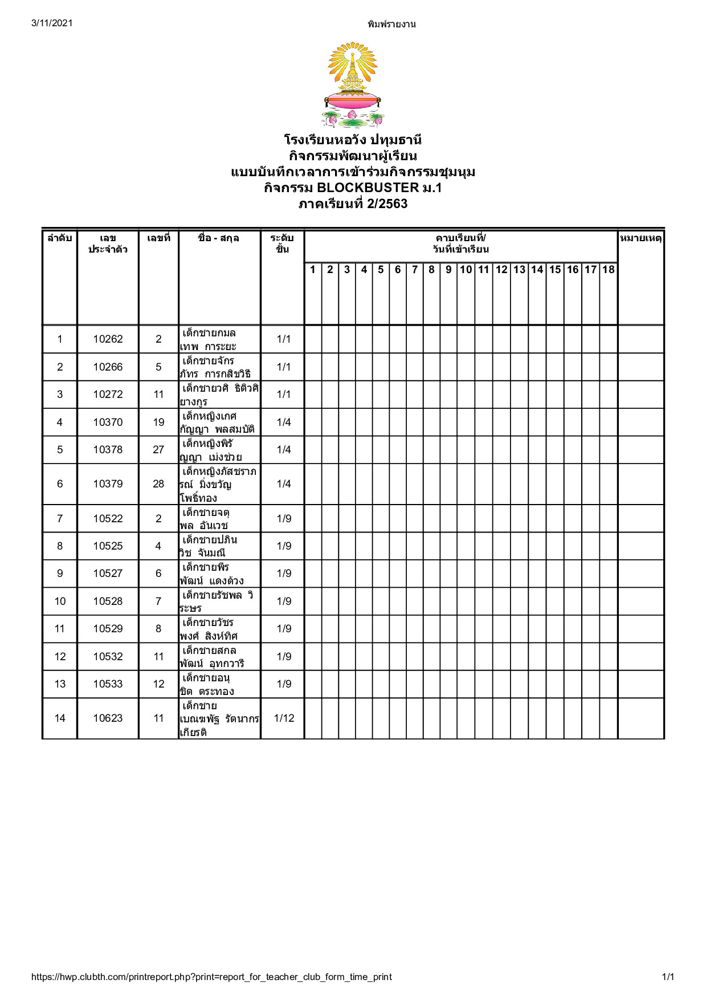 3/11/2021 พิมพ์รายงาน
โรงเรียนหอวัง ปทุมธานี
กิจกรรมพัฒนาผู้เรียน
แบบบันทึกเวลาการเข้าร่วมกิจกรรมชุมนุม
กิจกรรม BLOCKBUSTER ม.1
ภาคเรียนที่ 2/2563
ลำดับ เลข เลขที่ ชื่อ - สกุล ระดับ คาบเรียนที่/ หมายเหตุ
ประจำตัว ชั้น วันที่เข้าเรียน
1 2 3 4 5 6 7 8 9 10 11 12 13 14 15 16 17 18
เด็กชายกมล
1 10262 2 1/1
เทพ การะยะ
เด็กชายจักร
2 10266 5 1/1
ภัทร การกสิขวิธี
เด็กชายวศิ ธิติวศิ
3 10272 11 1/1
ยางกูร
เด็กหญิงเกศ
4 10370 19 1/4
กัญญา พลสมบัติ
เด็กหญิงพิรั
5 10378 27 1/4
ญญา เม่งช่วย
เด็กหญิงภัสชราภ
6 10379 28 รณ์ มิ่งขวัญ 1/4
โพธิ์ทอง
เด็กชายจตุ
7 10522 2 1/9
พล อันเวช
เด็กชายปภิน
8 10525 4 1/9
วิช จันมณี
เด็กชายพีร
9 10527 6 1/9
พัฒน์ แดงด้วง
เด็กชายรัชพล วิ
10 10528 7 1/9
ระษร
เด็กชายวัชร
11 10529 8 1/9
พงศ์ สิงห์ทิศ
เด็กชายสกล
12 10532 11 1/9
พัฒน์ อุทกวารี
เด็กชายอนุ
13 10533 12 1/9
ชิต ตระทอง
เด็กชาย
14 10623 11 เบณฆพัฐ รัตนากร 1/12
เกียรติ
https://hwp.clubth.com/printreport.php?print=report_for_teacher_club_form_time_print 1/1